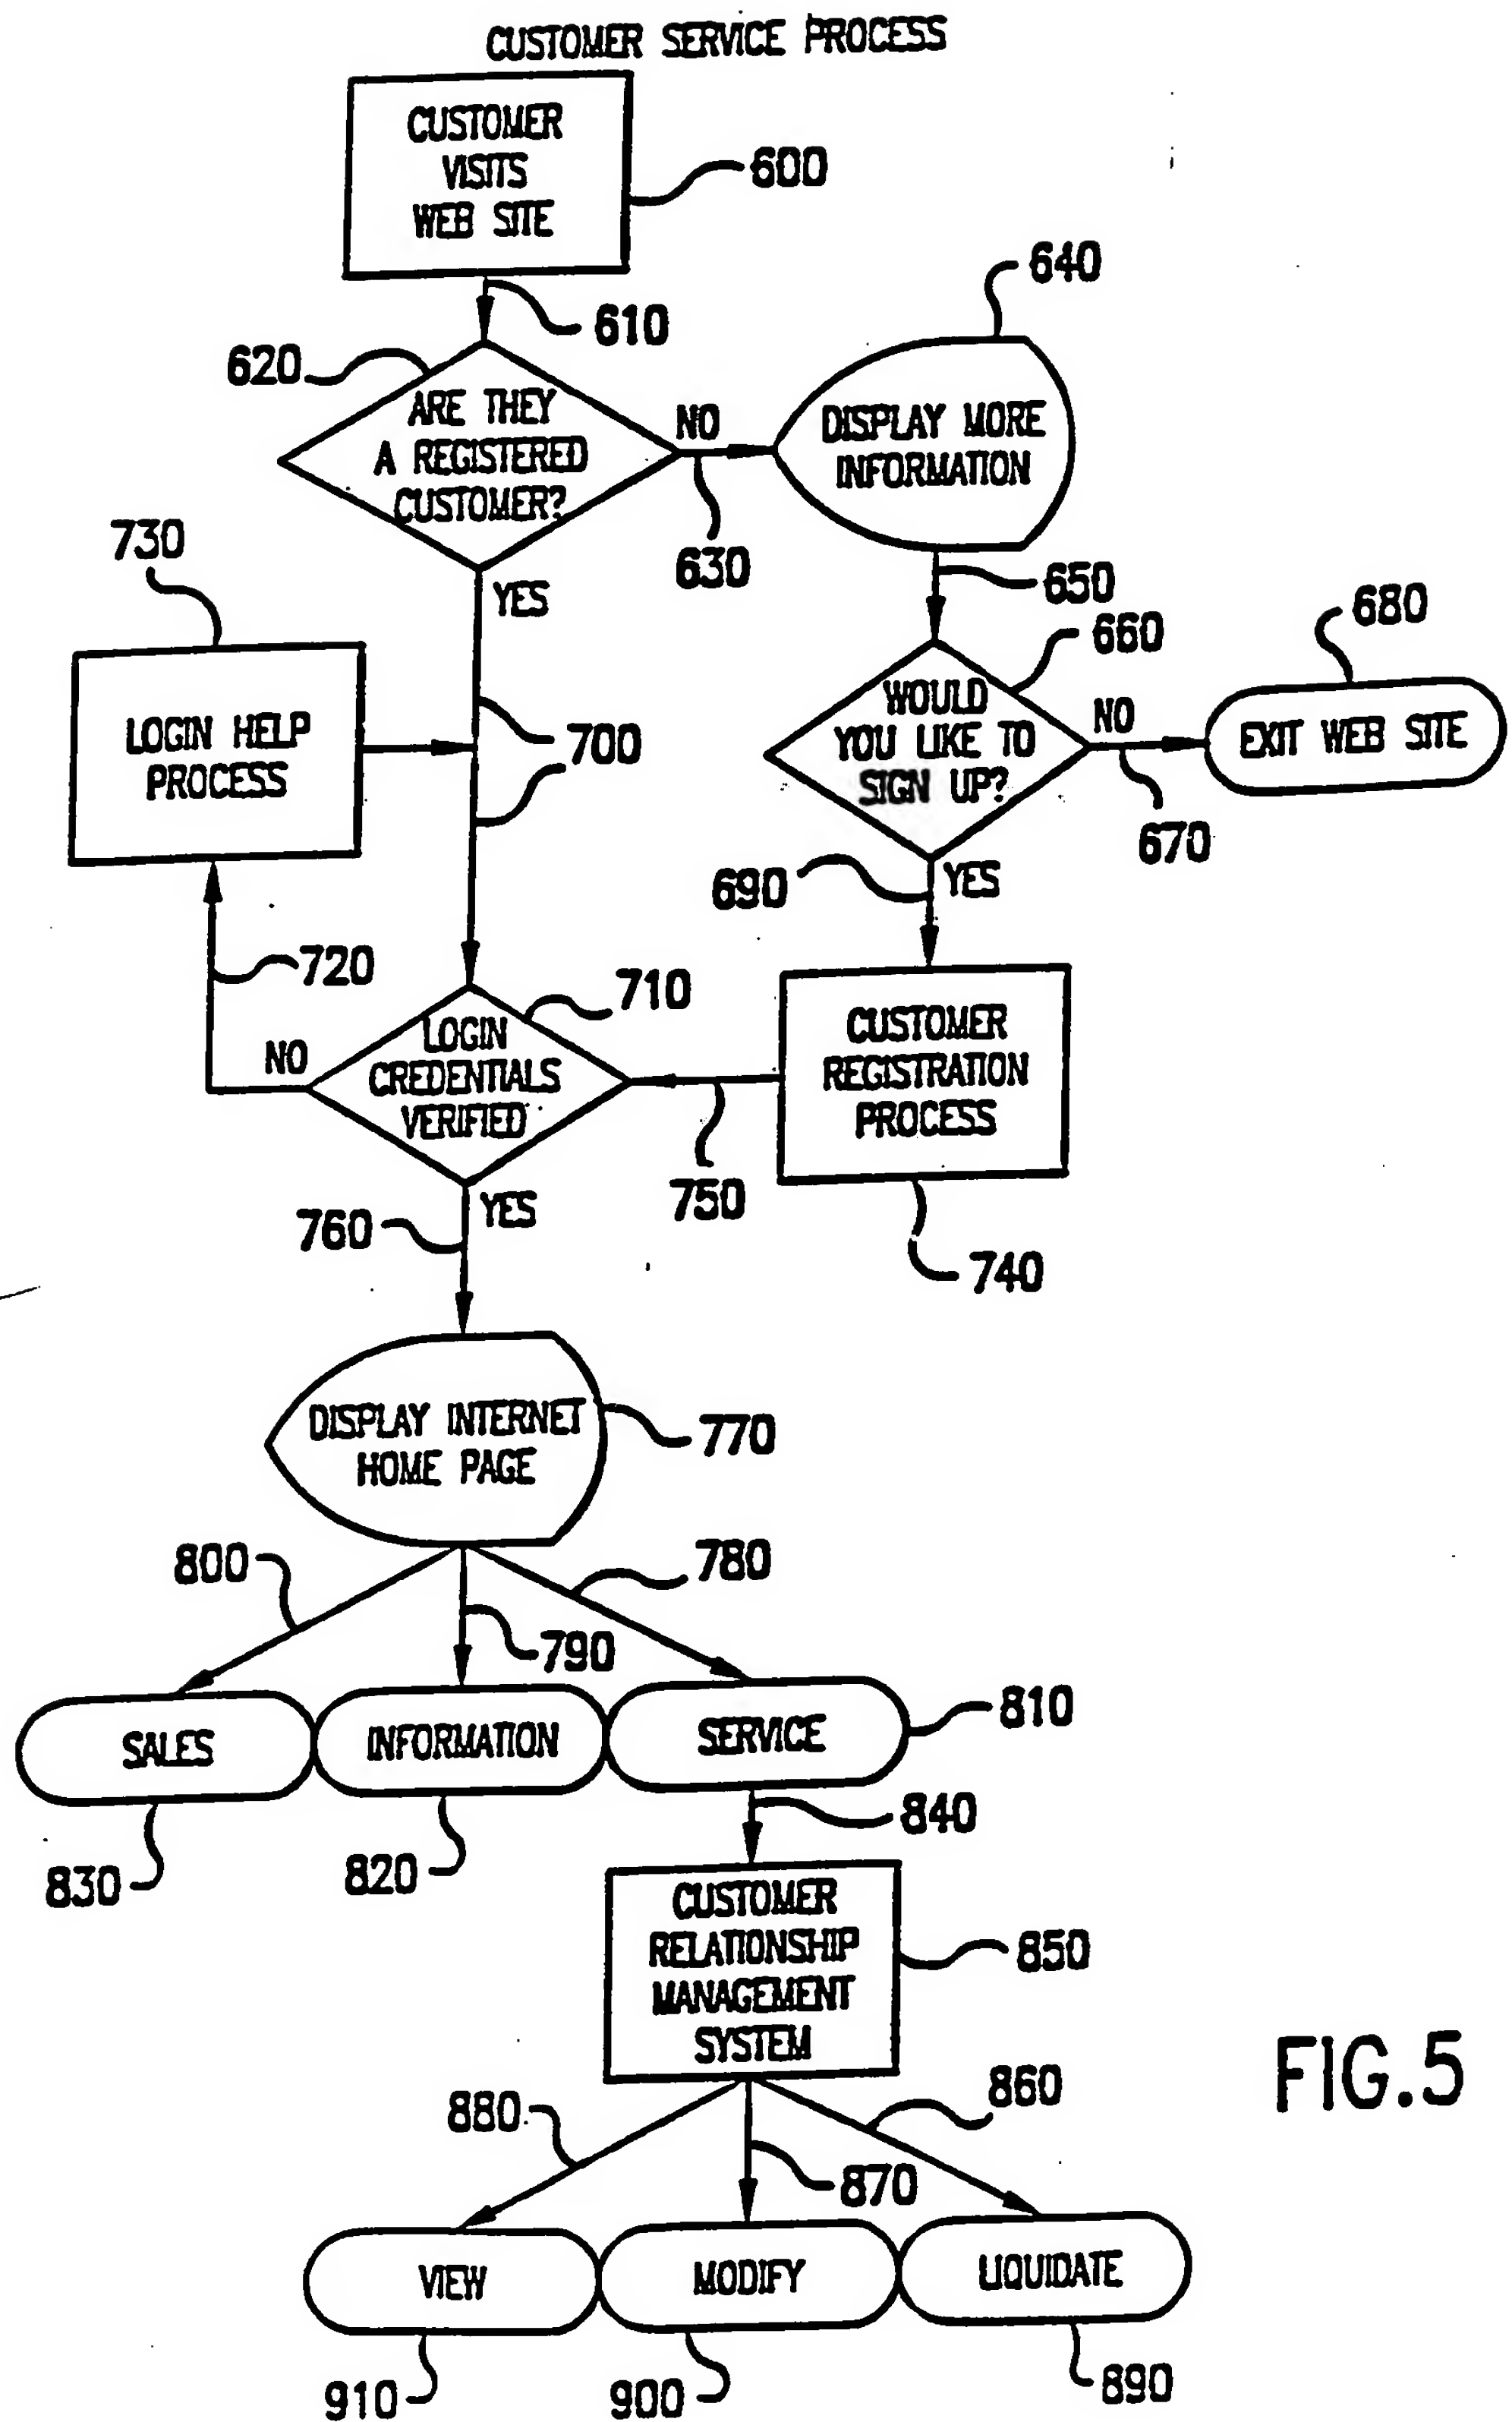 CUSTOMER SERVICE PROCESS
CUSTOMER
VISITS
WEB SITE
600
610
640
620
ARE THEY
A REGISTERED
CUSTOMER?
NO
DISPLAY MORE
INFORMATION
630
730
YES
650
660
680
LOGIN HELP
PROCESS
700
WOULD
YOU LIKE TO
SIGN UP?
NO
EXIT WEB SITE
670
690
YES
720
710
NO
LOGIN
CREDENTIALS
VERIFIED
CUSTOMER
REGISTRATION
PROCESS
750
760
YES
740
DISPLAY INTERNET
HOME PAGE
770
800
780
790
SALES
INFORMATION
SERVICE
810
830
820
840
CUSTOMER
RELATIONSHIP
MANAGEMENT
SYSTEM
850
FIG.5
880
860
870
VIEW
MODIFY
LIQUIDATE
910
900
890